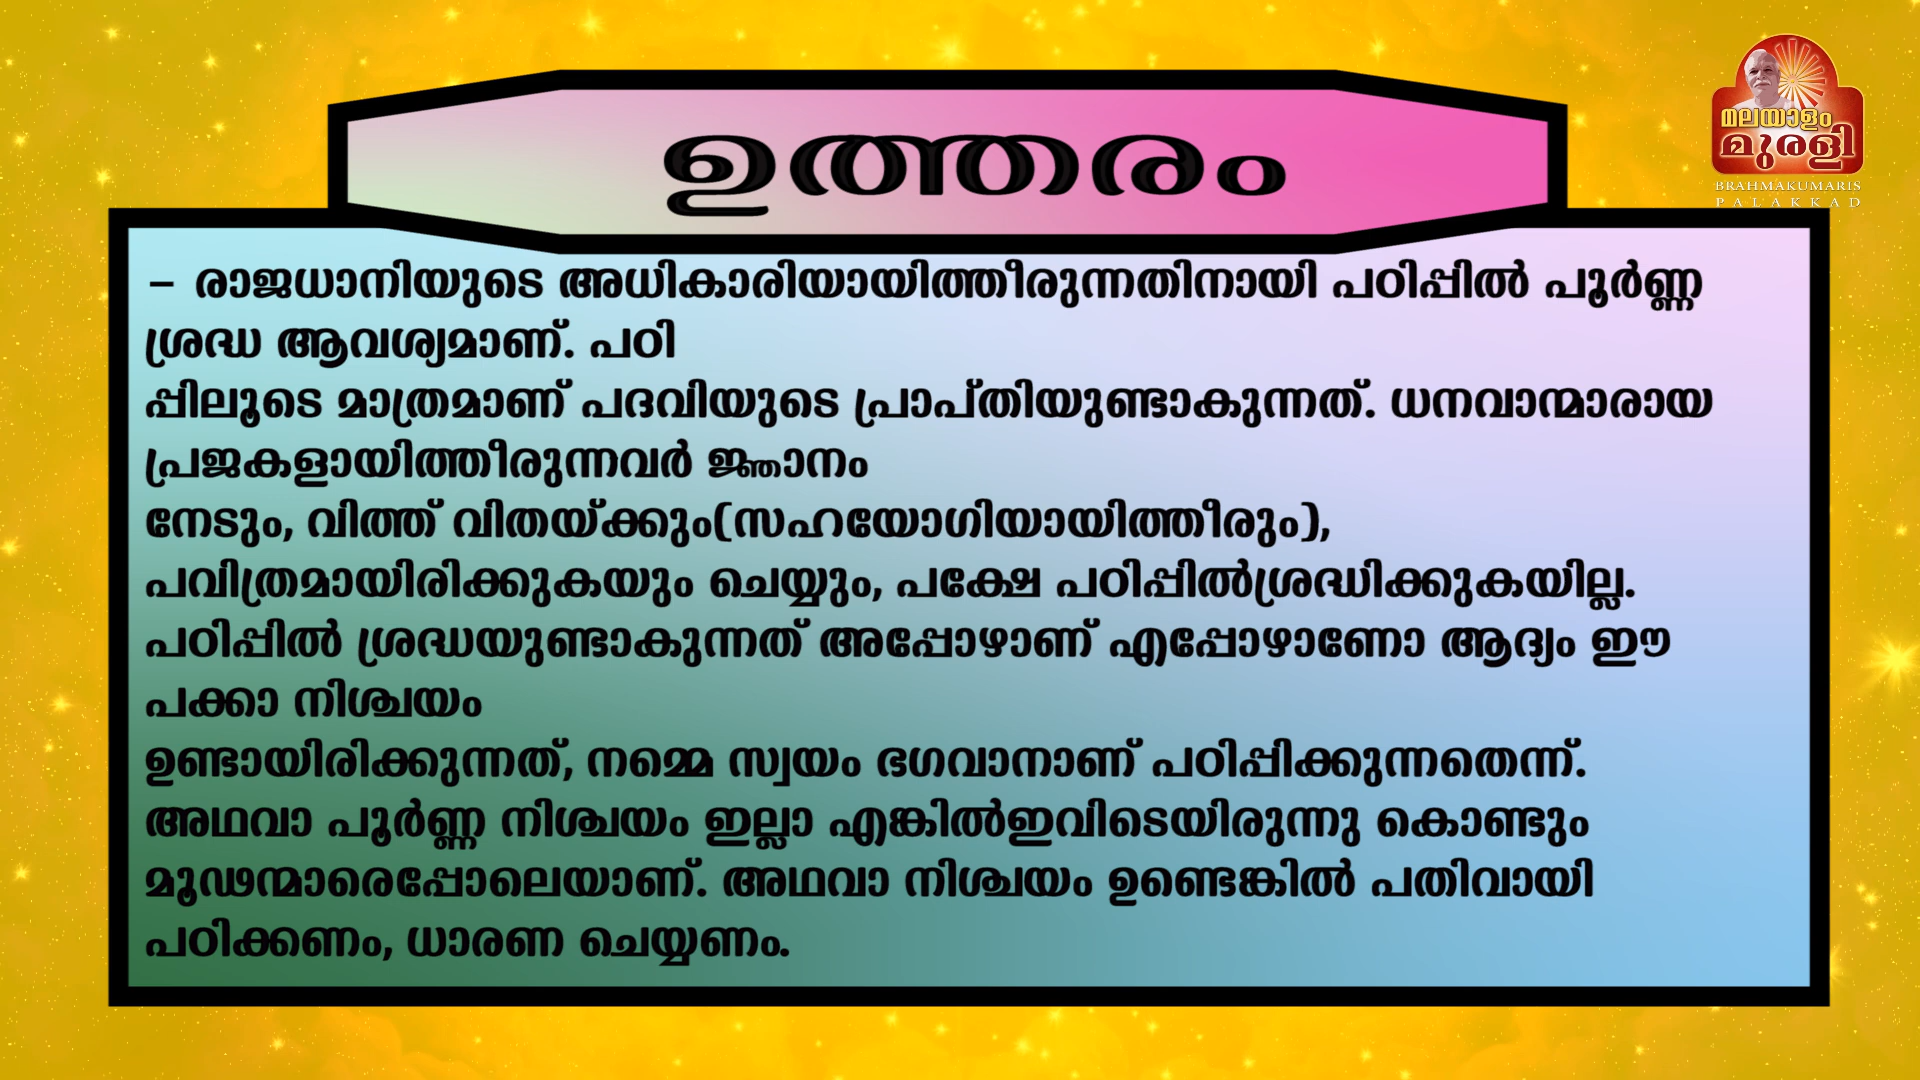 മലയാളം
മുരളി
BRAHMAKUMARIS
PALAKKAD
ഉത്തരം
– രാജധാനിയുടെ അധികാരിയായിത്തീരുന്നതിനായി പഠിപ്പിൽ പൂർണ്ണ
ശ്രദ്ധ ആവശ്യമാണ്. പഠി
പ്പിലൂടെ മാത്രമാണ് പദവിയുടെ പ്രാപ്തിയുണ്ടാകുന്നത്. ധനവാന്മാരായ
പ്രജകളായിത്തീരുന്നവർ ജ്ഞാനം
നേടും, വിത്ത് വിതയ്ക്കും(സഹയോഗിയായിത്തീരും),
പവിത്രമായിരിക്കുകയും ചെയ്യും, പക്ഷേ പഠിപ്പിൽശ്രദ്ധിക്കുകയില്ല.
പഠിപ്പിൽ ശ്രദ്ധയുണ്ടാകുന്നത് അപ്പോഴാണ് എപ്പോഴാണോ ആദ്യം ഈ
പക്കാ നിശ്ചയം
ഉണ്ടായിരിക്കുന്നത്, നമ്മെ സ്വയം ഭഗവാനാണ് പഠിപ്പിക്കുന്നതെന്ന്.
അഥവാ പൂർണ്ണ നിശ്ചയം ഇല്ലാ എങ്കിൽഇവിടെയിരുന്നു കൊണ്ടും
മൂഢന്മാരെപ്പോലെയാണ്. അഥവാ നിശ്ചയം ഉണ്ടെങ്കിൽ പതിവായി
പഠിക്കണം, ധാരണ ചെയ്യണം.